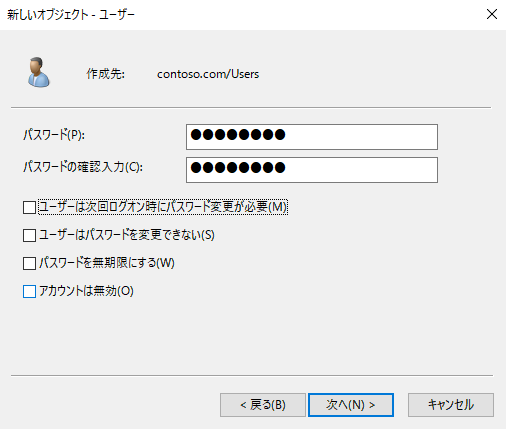 新しいオブジェクト - ユーザー
作成先: contoso.com/Users
パスワード(P): ●●●●●●●●
パスワードの確認入力(C): ●●●●●●●●
ユーザーは次回ログオン時にパスワード変更が必要(M)
ユーザーはパスワードを変更できない(S)
パスワードを無期限にする(W)
アカウントは無効(O)
< 戻る(B) 次へ(N) > キャンセル